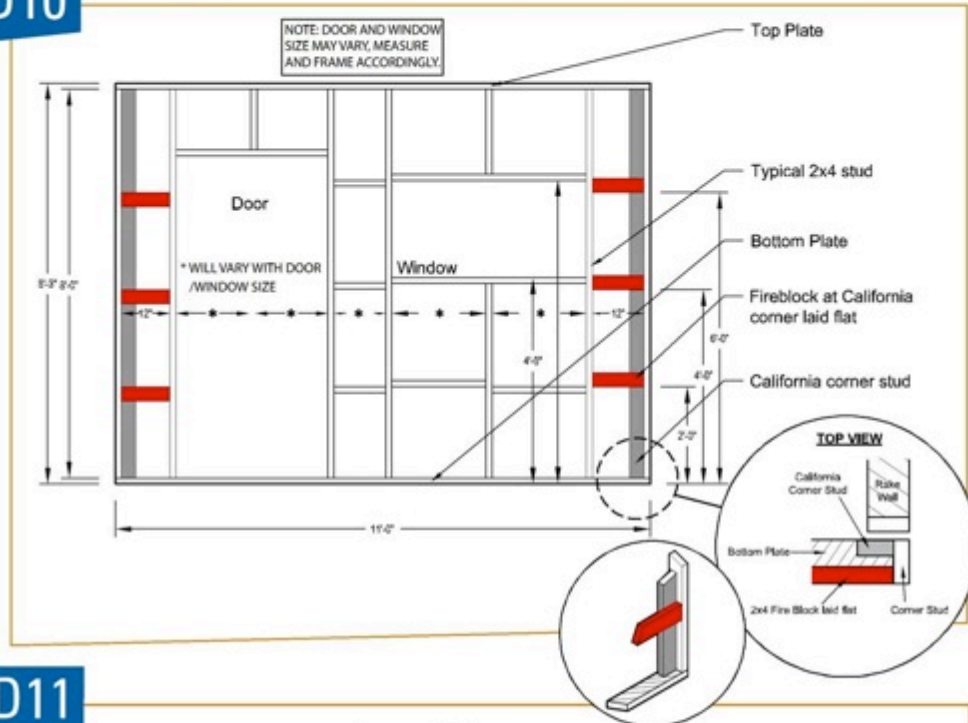 D10
NOTE: DOOR AND WINDOW
SIZE MAY VARY, MEASURE
AND FRAME ACCORDINGLY.
Top Plate
Typical 2x4 stud
Bottom Plate
Fireblock at California
corner laid flat
California corner stud
Door
* WILL VARY WITH DOOR
/WINDOW SIZE
Window
8'-3"
8'-0"
12"
*
*
*
*
*
12"
4'-0"
2'-0"
4'-0"
6'-0"
11'-0"
TOP VIEW
California
Corner Stud
Rake
Wall
Bottom Plate
2x4 Fire Block laid flat
Corner Stud
D11